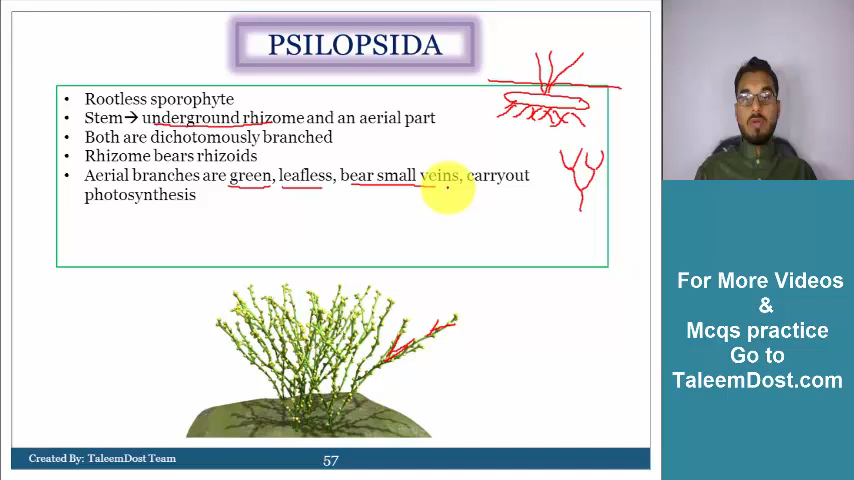 PSILOPSIDA
• Rootless sporophyte
• Stem→ underground rhizome and an aerial part
• Both are dichotomously branched
• Rhizome bears rhizoids
• Aerial branches are green, leafless, bear small veins, carryout
photosynthesis
For More Videos
&
Mcqs practice
Go to
TaleemDost.com
Created By: TaleemDost Team
57